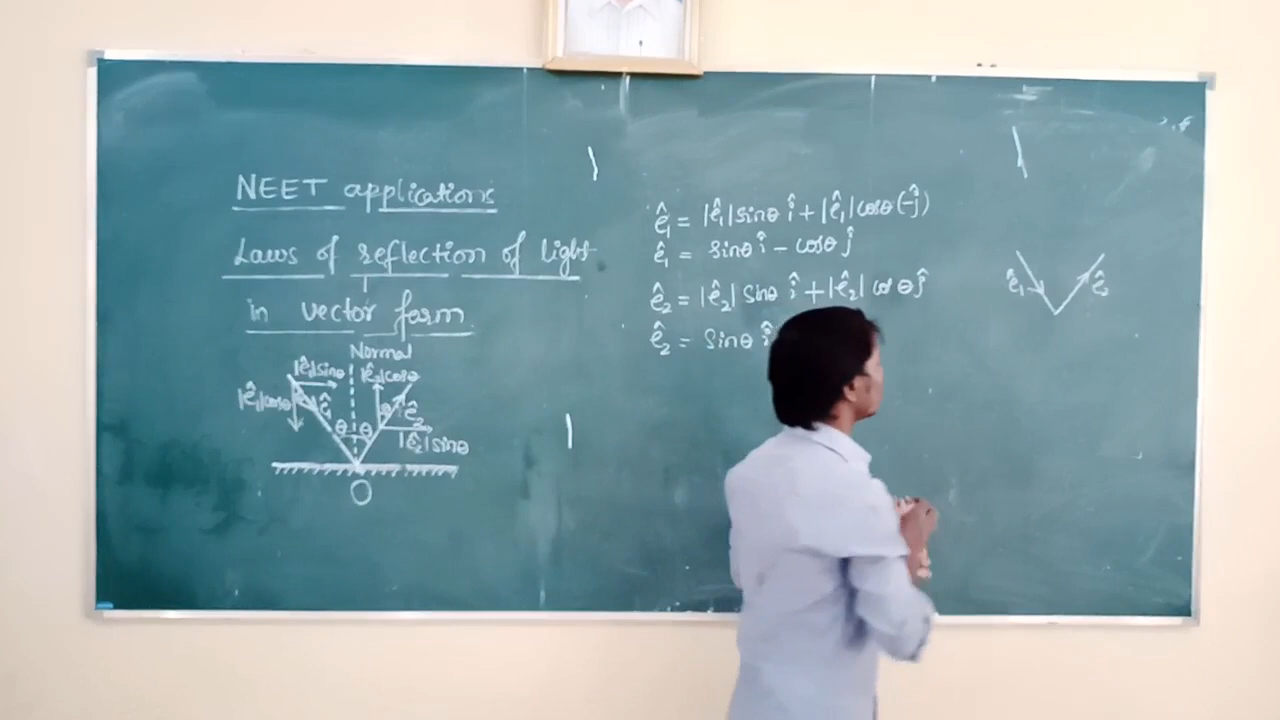 NEET applications
Laws of reflection of light
in vector form
Normal
|ê₁|sinθ
|ê₂|cosθ
|ê₁|cosθ
ê₁
θ θ
θ
ê₂
|ê₂|sinθ
O
ê₁ = |ê₁|sinθ î + |ê₁|cosθ (-ĵ)
ê₁ = sinθ î - cosθ ĵ
ê₂ = |ê₂| sinθ î + |ê₂| cosθ ĵ
ê₂ = sinθ î
ê₁
ê₂